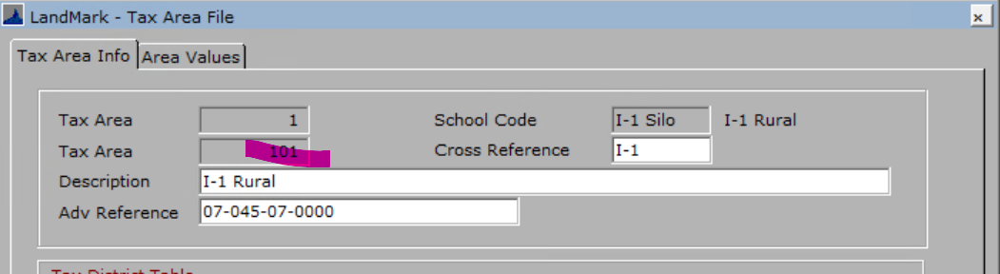 LandMark - Tax Area File
x
Tax Area Info Area Values
Tax Area 1 School Code I-1 Silo I-1 Rural
Tax Area 101 Cross Reference I-1
Description I-1 Rural
Adv Reference 07-045-07-0000
Tax District Table